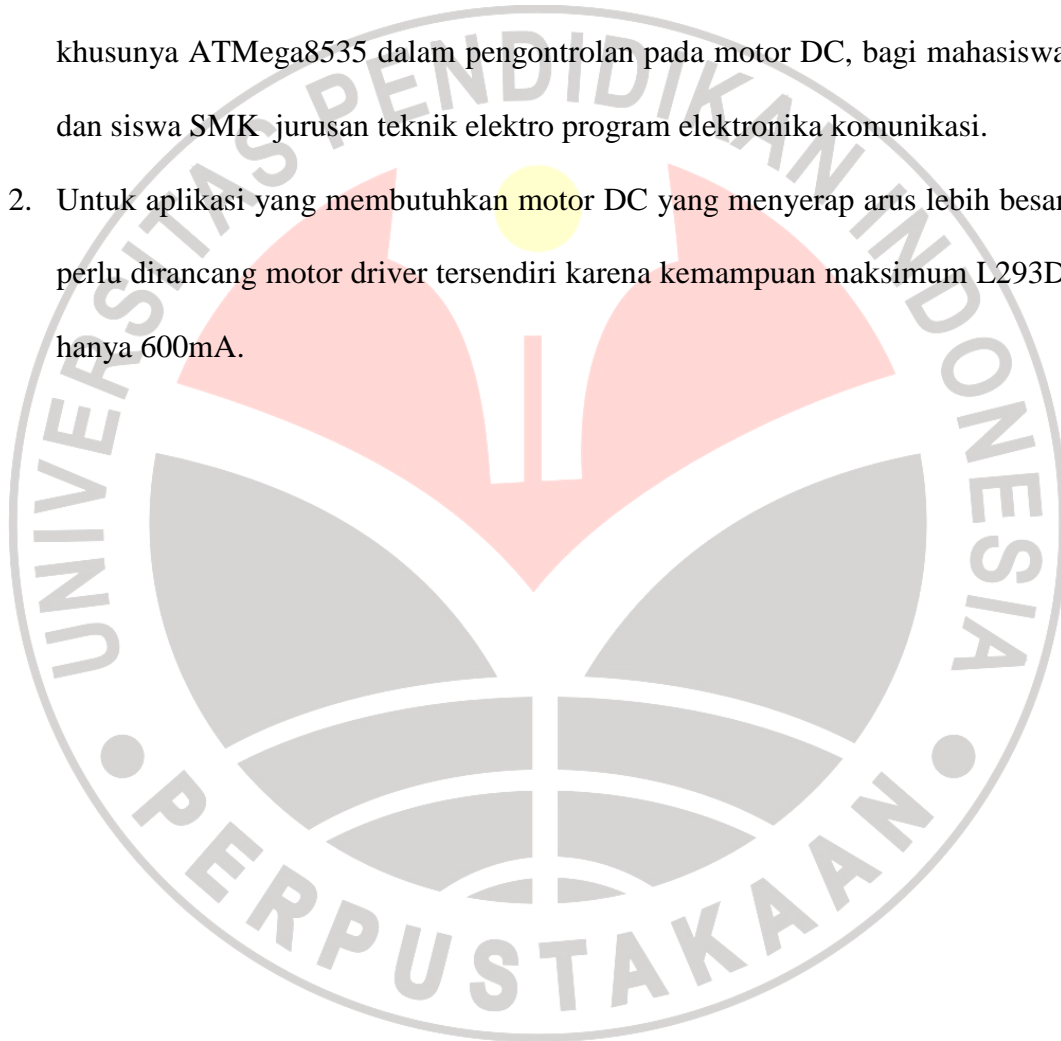 khusunya ATMega8535 dalam pengontrolan pada motor DC, bagi mahasiswa
dan siswa SMK jurusan teknik elektro program elektronika komunikasi.
2. Untuk aplikasi yang membutuhkan motor DC yang menyerap arus lebih besar
perlu dirancang motor driver tersendiri karena kemampuan maksimum L293D
hanya 600mA.
UNIVERSITAS PENDIDIKAN INDONESIA
PERPUSTAKAAN